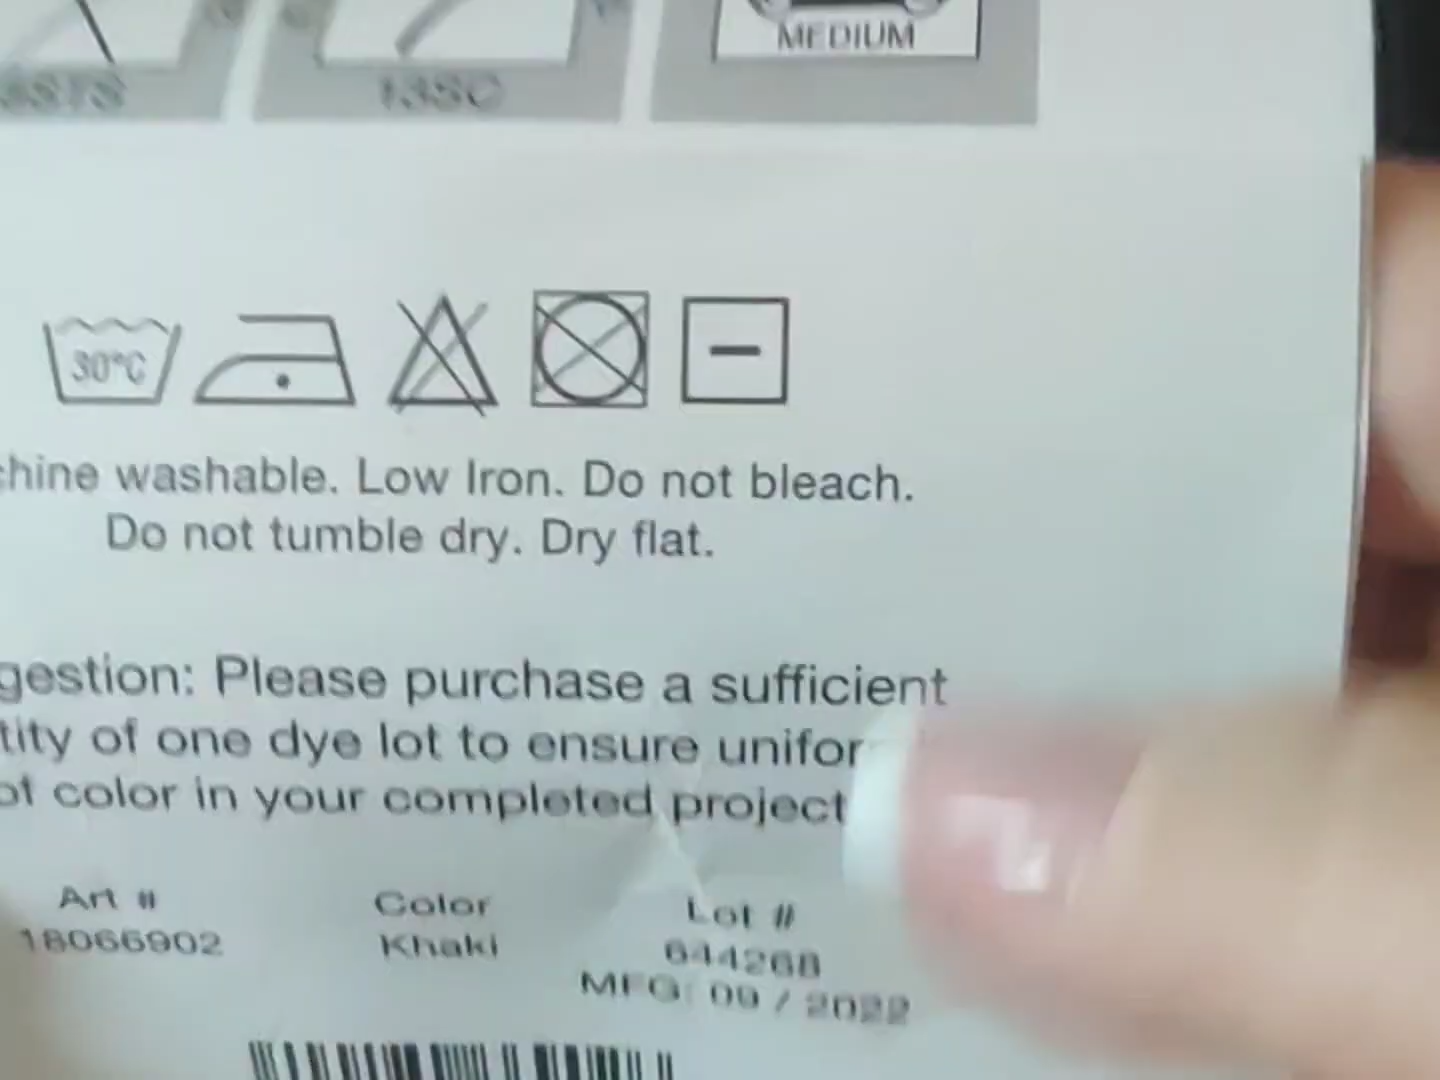 MEDIUM
13SC
30°C
chine washable. Low Iron. Do not bleach.
Do not tumble dry. Dry flat.
gestion: Please purchase a sufficient
tity of one dye lot to ensure unifor
of color in your completed project
Art # Color Lot #
18066902 Khaki 644268
MFG: 09 / 2022